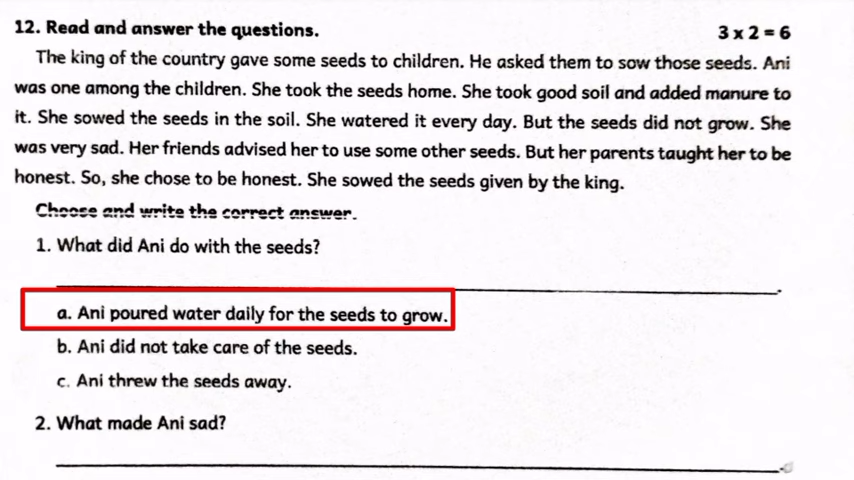 12. Read and answer the questions. 3 x 2 = 6
The king of the country gave some seeds to children. He asked them to sow those seeds. Ani
was one among the children. She took the seeds home. She took good soil and added manure to
it. She sowed the seeds in the soil. She watered it every day. But the seeds did not grow. She
was very sad. Her friends advised her to use some other seeds. But her parents taught her to be
honest. So, she chose to be honest. She sowed the seeds given by the king.
Choose and write the correct answer.
1. What did Ani do with the seeds?
a. Ani poured water daily for the seeds to grow.
b. Ani did not take care of the seeds.
c. Ani threw the seeds away.
2. What made Ani sad?